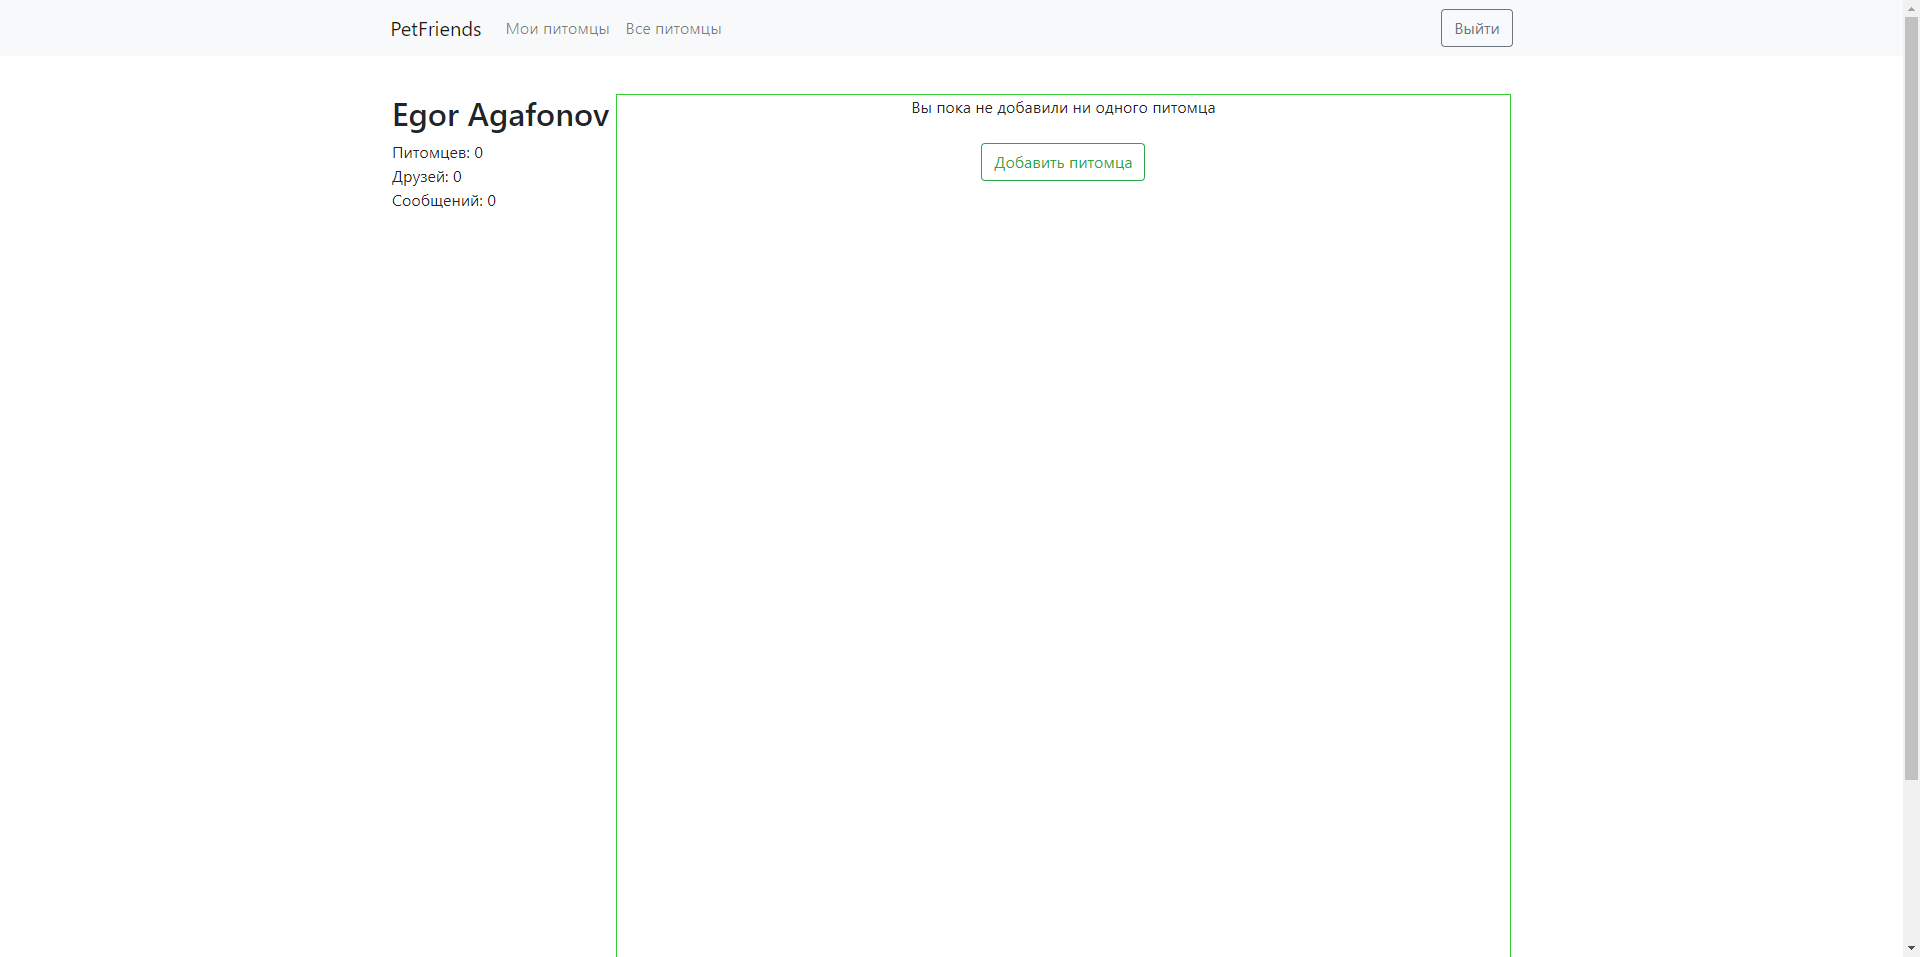 PetFriends Мои питомцы Все питомцы Выйти
Egor Agafonov
Питомцев: 0
Друзей: 0
Сообщений: 0
Вы пока не добавили ни одного питомца
Добавить питомца